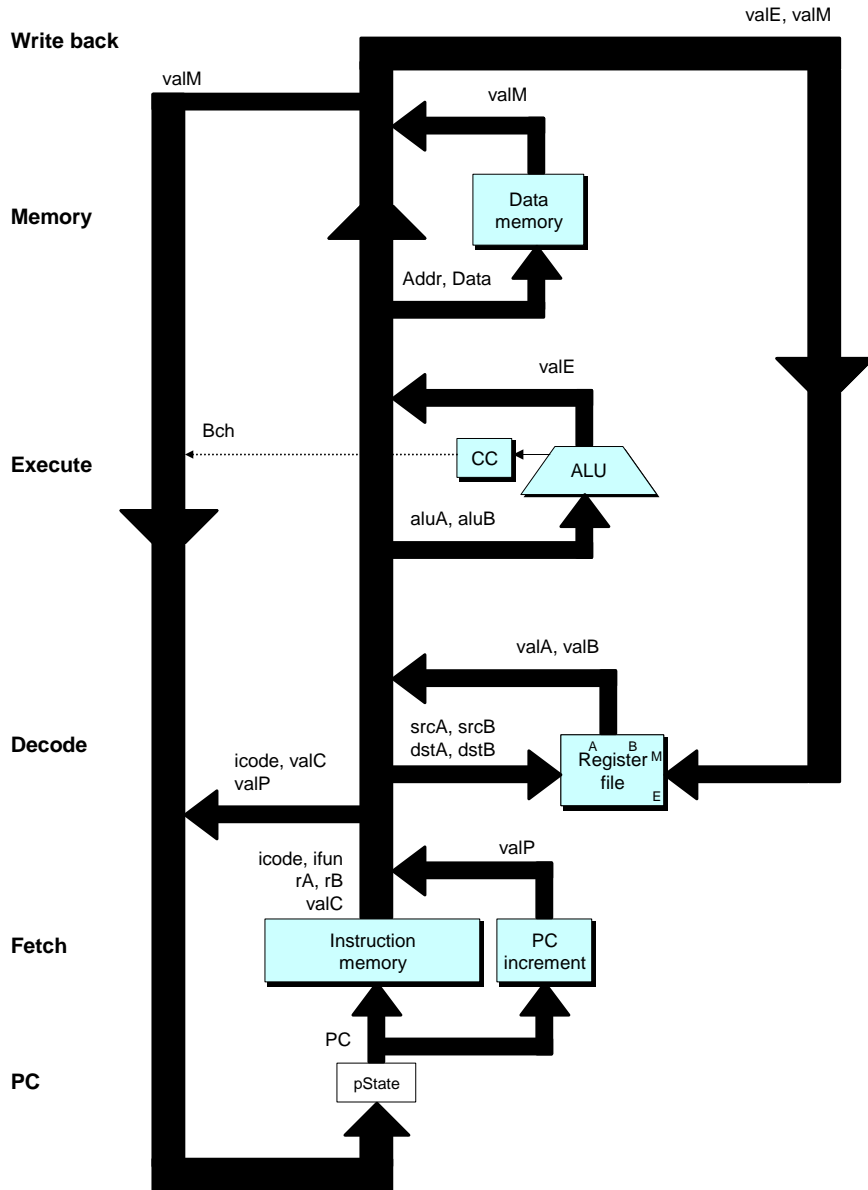 valE, valM
Write back
valM
valM
Memory
Data
memory
Addr, Data
valE
Bch
CC
ALU
Execute
aluA, aluB
valA, valB
srcA, srcB
dstA, dstB
Decode
A B
Register
M
file
E
icode, valC
valP
valP
icode, ifun
rA, rB
valC
Fetch
Instruction
memory
PC
increment
PC
pState
PC